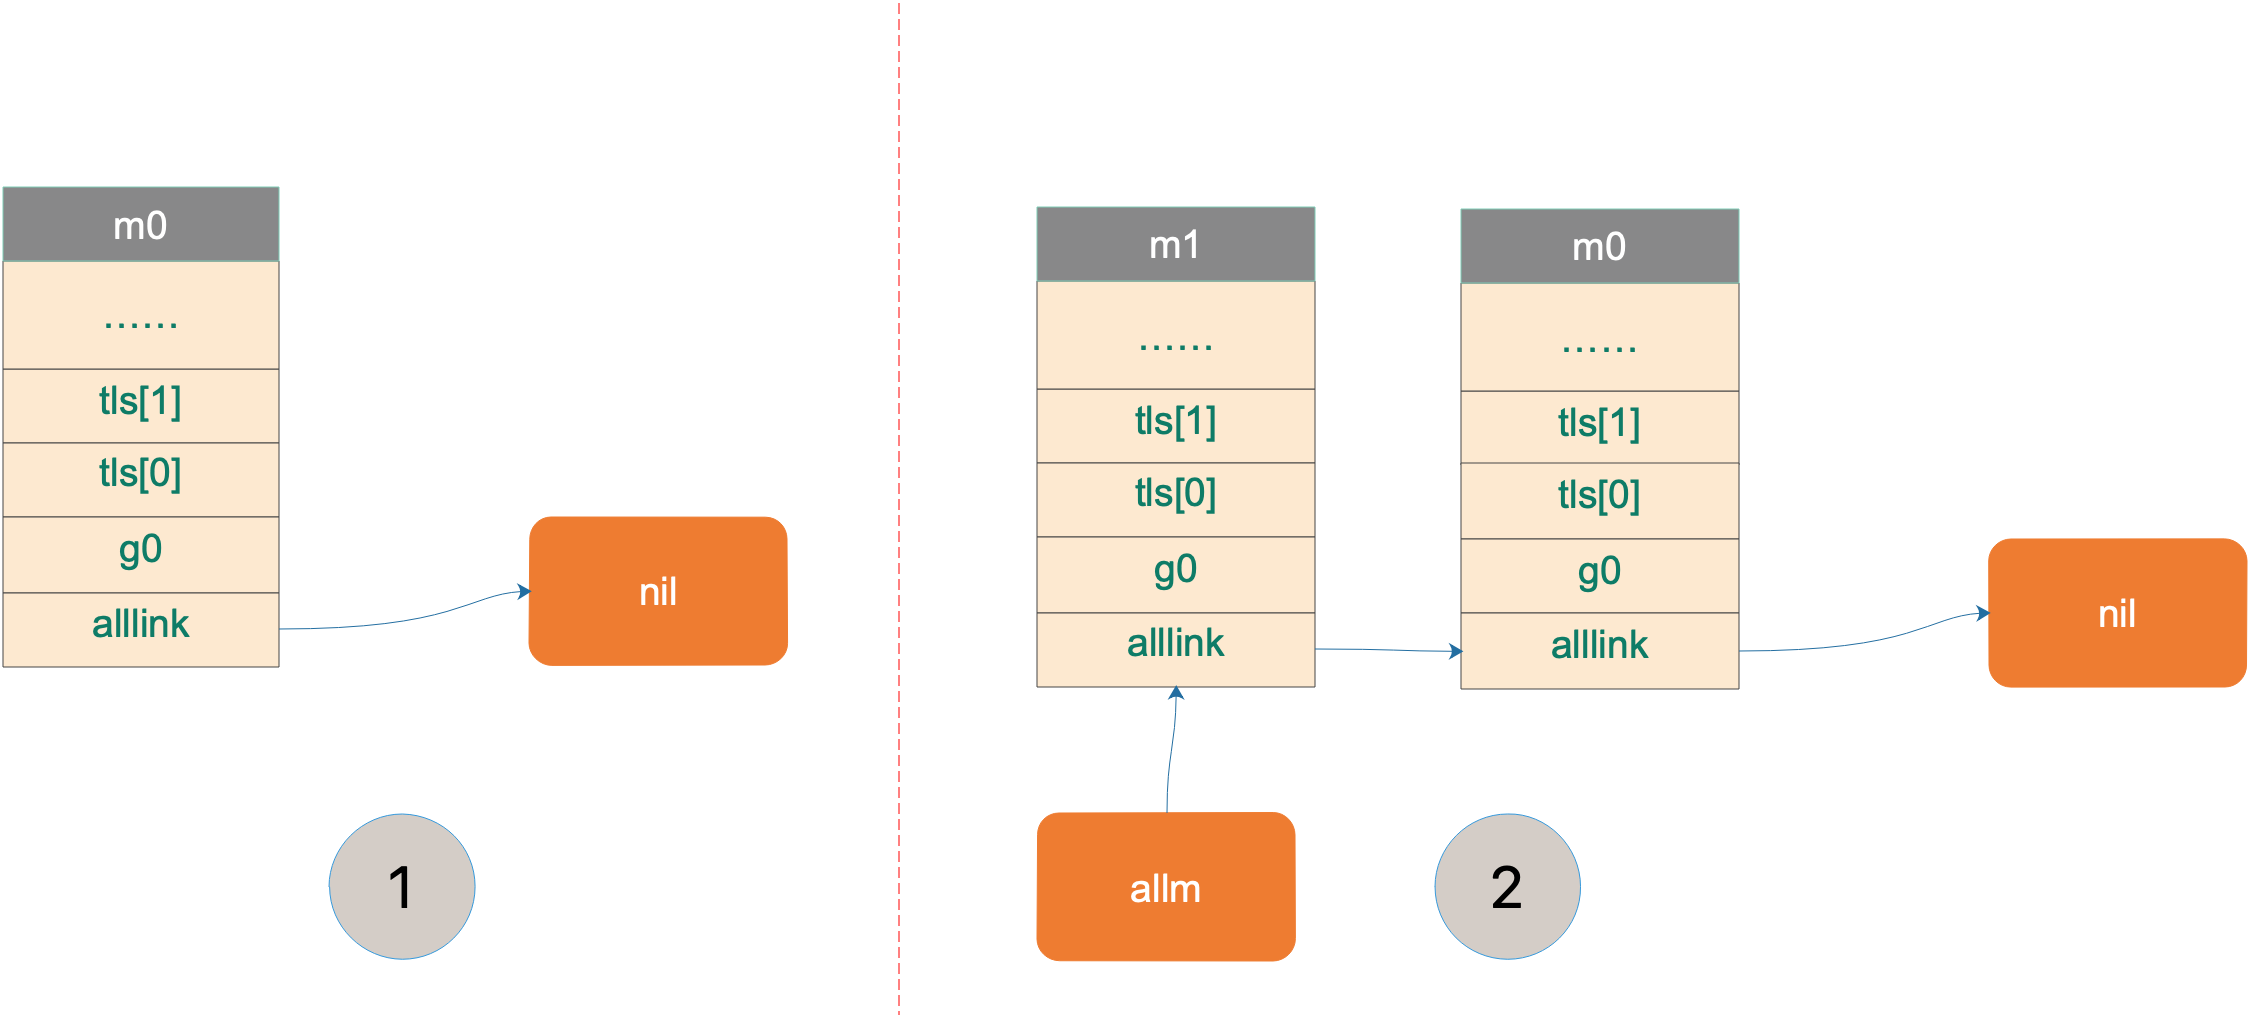 m0
......
tls[1]
tls[0]
g0
alllink
nil
1
m1
......
tls[1]
tls[0]
g0
alllink
m0
......
tls[1]
tls[0]
g0
alllink
nil
allm
2